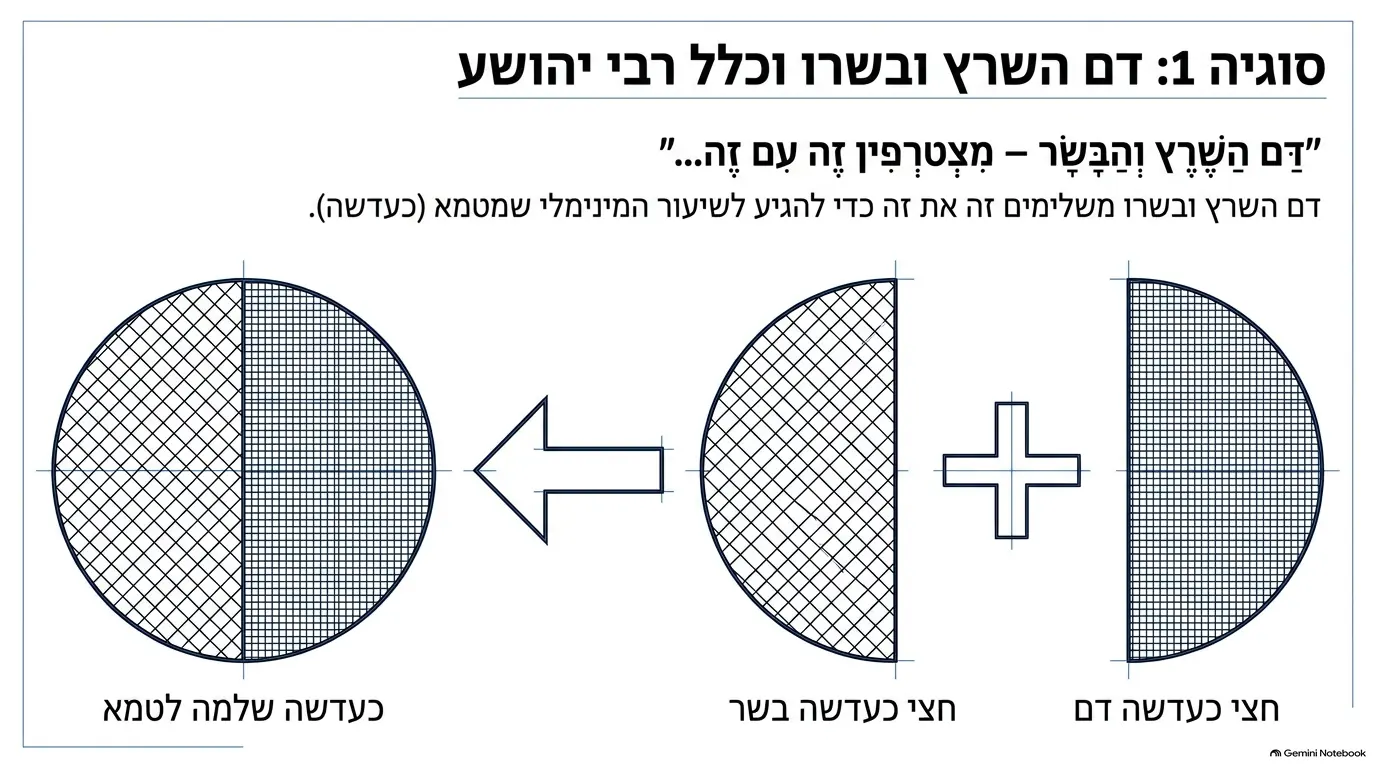 סוגיה 1: דם השרץ ובשרו וכלל רבי יהושע
”דַּם הַשֶּׁרֶץ וְהַבָּשָׂר – מִצְטרְפִין זֶה עִם זֶה...”
דם השרץ ובשרו משלימים זה את זה כדי להגיע לשיעור המינימלי שמטמא (כעדשה).
חצי כעדשה דם
חצי כעדשה בשר
כעדשה שלמה לטמא
Gemini Notebook